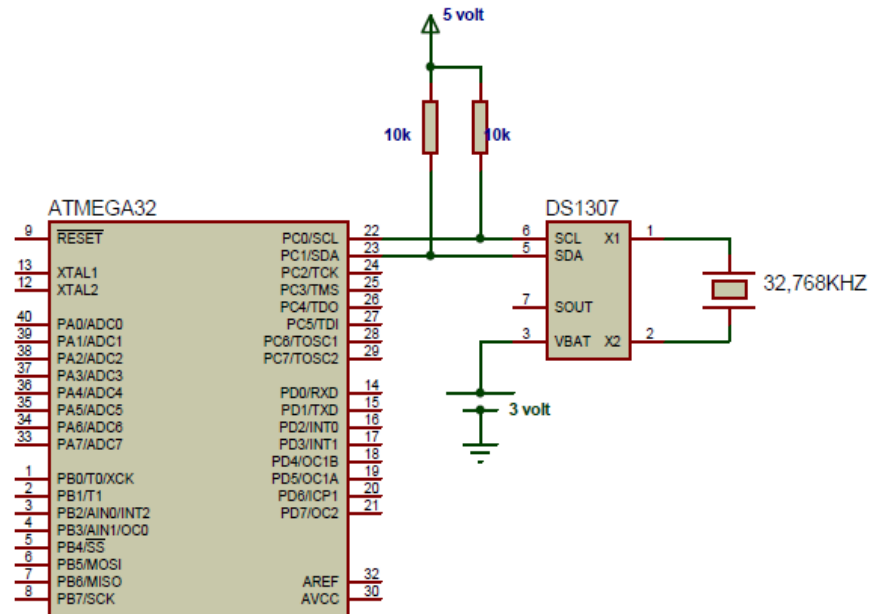 5 volt
10k
10k
ATMEGA32
DS1307
9 RESET
PC0/SCL 22
PC1/SDA 23
13 XTAL1
PC2/TCK 24
12 XTAL2
PC3/TMS 25
PC4/TDO 26
40 PA0/ADC0
PC5/TDI 27
39 PA1/ADC1
PC6/TOSC1 28
38 PA2/ADC2
PC7/TOSC2 29
37 PA3/ADC3
36 PA4/ADC4
PD0/RXD 14
35 PA5/ADC5
PD1/TXD 15
34 PA6/ADC6
PD2/INT0 16
33 PA7/ADC7
PD3/INT1 17
PD4/OC1B 18
1 PB0/T0/XCK
PD5/OC1A 19
2 PB1/T1
PD6/ICP1 20
3 PB2/AIN0/INT2
PD7/OC2 21
4 PB3/AIN1/OC0
5 PB4/SS
6 PB5/MOSI
7 PB6/MISO
AREF 32
8 PB7/SCK
AVCC 30
6 SCL X1 1
5 SDA
7 SOUT
3 VBAT X2 2
32,768KHZ
3 volt